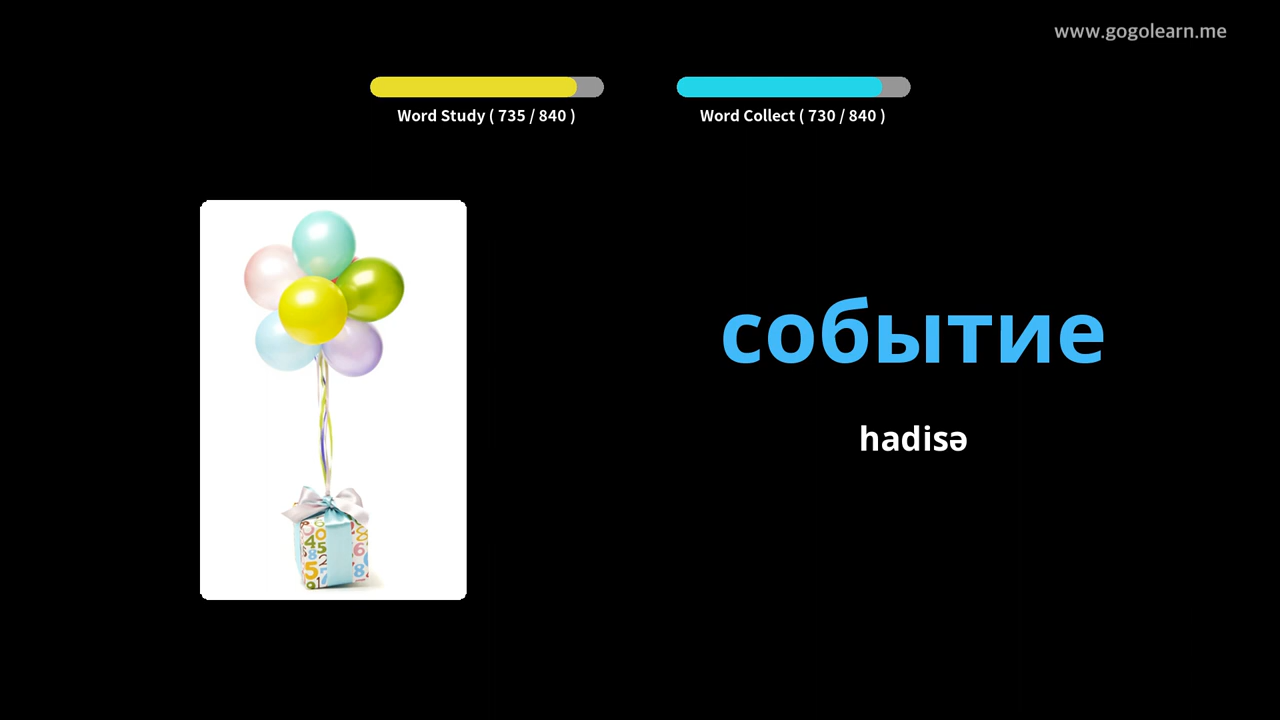 www.gogolearn.me
Word Study ( 735 / 840 )
Word Collect ( 730 / 840 )
событие
hadisə